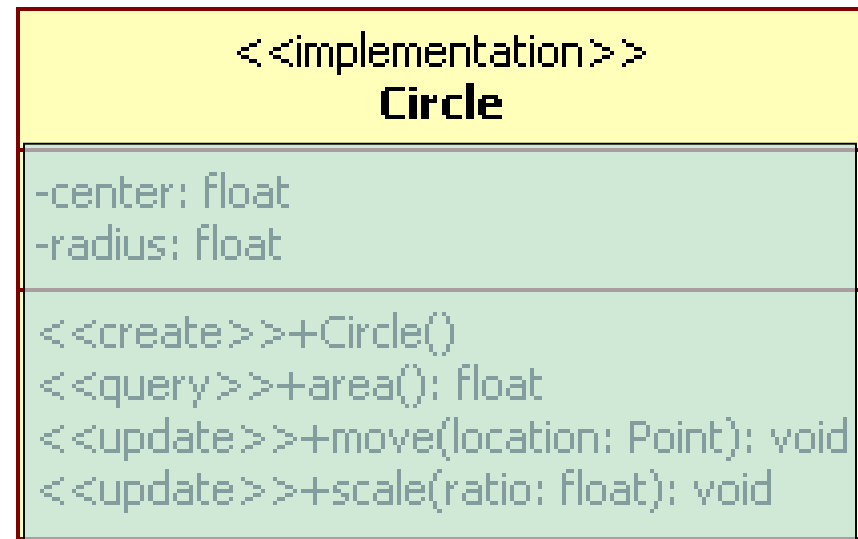 <<implementation>>
Circle
-center: float
-radius: float
<<create>>+Circle()
<<query>>+area(): float
<<update>>+move(location: Point): void
<<update>>+scale(ratio: float): void